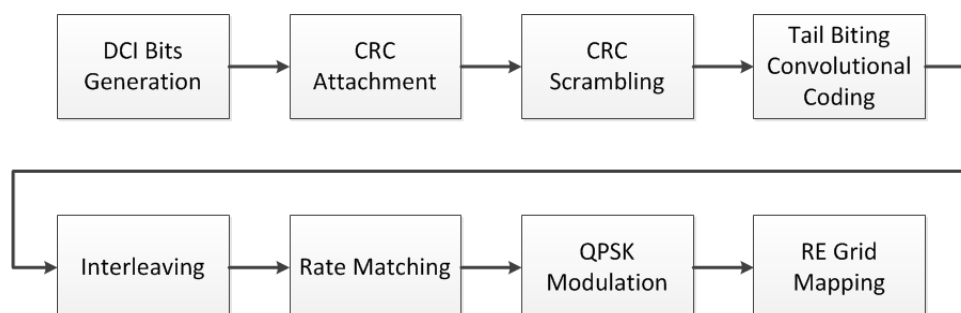 DCI Bits
Generation
CRC
Attachment
CRC
Scrambling
Tail Biting
Convolutional
Coding
Interleaving
Rate Matching
QPSK
Modulation
RE Grid
Mapping